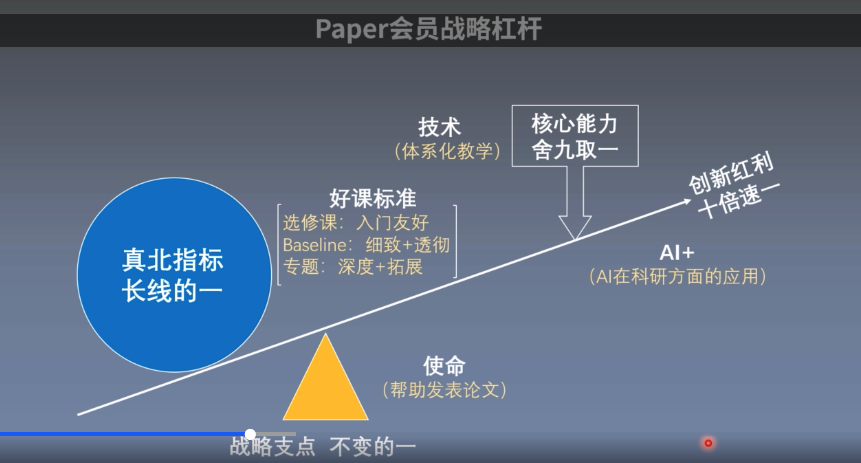 Paper会员战略杠杆
技术
（体系化教学）
核心能力
舍九取一
创新红利
十倍速一
好课标准
选修课：入门友好
Baseline：细致+透彻
专题：深度+拓展
真北指标
长线的一
AI+
（AI在科研方面的应用）
使命
（帮助发表论文）
战略支点 不变的一